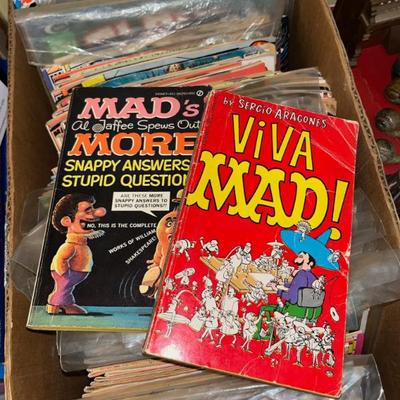 MAD's
Al Jaffee Spews Out
MORE
SNAPPY ANSWERS
STUPID QUESTION
ARE THESE MORE
SNAPPY ANSWERS TO
STUPID QUESTIONS?!
NO, THIS IS THE COMPLETE
WORKS OF WILLIAM
SHAKESPEARE
by SERGIO ARAGONES
ViVA
MAD!